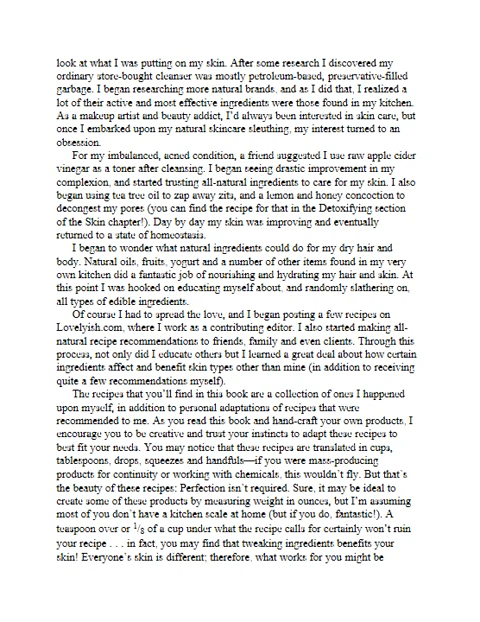 look at what I was putting on my skin. After some research I discovered my
ordinary store-bought cleanser was mostly petroleum-based, preservative-filled
garbage. I began researching more natural brands, and as I did that, I realized a
lot of their active and most effective ingredients were those found in my kitchen.
As a makeup artist and beauty addict, I'd always been interested in skin care, but
once I embarked upon my natural skincare sleuthing, my interest turned to an
obsession.
For my imbalanced, acned condition, a friend suggested I use raw apple cider
vinegar as a toner after cleansing. I began seeing drastic improvement in my
complexion, and started trusting all-natural ingredients to care for my skin. I also
began using tea tree oil to zap away zits, and a lemon and honey concoction to
decongest my pores (you can find the recipe for that in the Detoxifying section
of the Skin chapter!). Day by day my skin was improving and eventually
returned to a state of homeostasis.
I began to wonder what natural ingredients could do for my dry hair and
body. Natural oils, fruits, yogurt and a number of other items found in my very
own kitchen did a fantastic job of nourishing and hydrating my hair and skin. At
this point I was hooked on educating myself about, and randomly slathering on,
all types of edible ingredients.
Of course I had to spread the love, and I began posting a few recipes on
Lovelyish.com, where I work as a contributing editor. I also started making all-
natural recipe recommendations to friends, family and even clients. Through this
process, not only did I educate others but I learned a great deal about how certain
ingredients affect and benefit skin types other than mine (in addition to receiving
quite a few recommendations myself).
The recipes that you'll find in this book are a collection of ones I happened
upon myself, in addition to personal adaptations of recipes that were
recommended to me. As you read this book and hand-craft your own products, I
encourage you to be creative and trust your instincts to adapt these recipes to
best fit your needs. You may notice that these recipes are translated in cups,
tablespoons, drops, squeezes and handfuls—if you were mass-producing
products for continuity or working with chemicals, this wouldn't fly. But that's
the beauty of these recipes: Perfection isn't required. Sure, it may be ideal to
create some of these products by measuring weight in ounces, but I'm assuming
most of you don't have a kitchen scale at home (but if you do, fantastic!). A
teaspoon over or 1/8 of a cup under what the recipe calls for certainly won't ruin
your recipe . . . in fact, you may find that tweaking ingredients benefits your
skin! Everyone's skin is different; therefore, what works for you might be